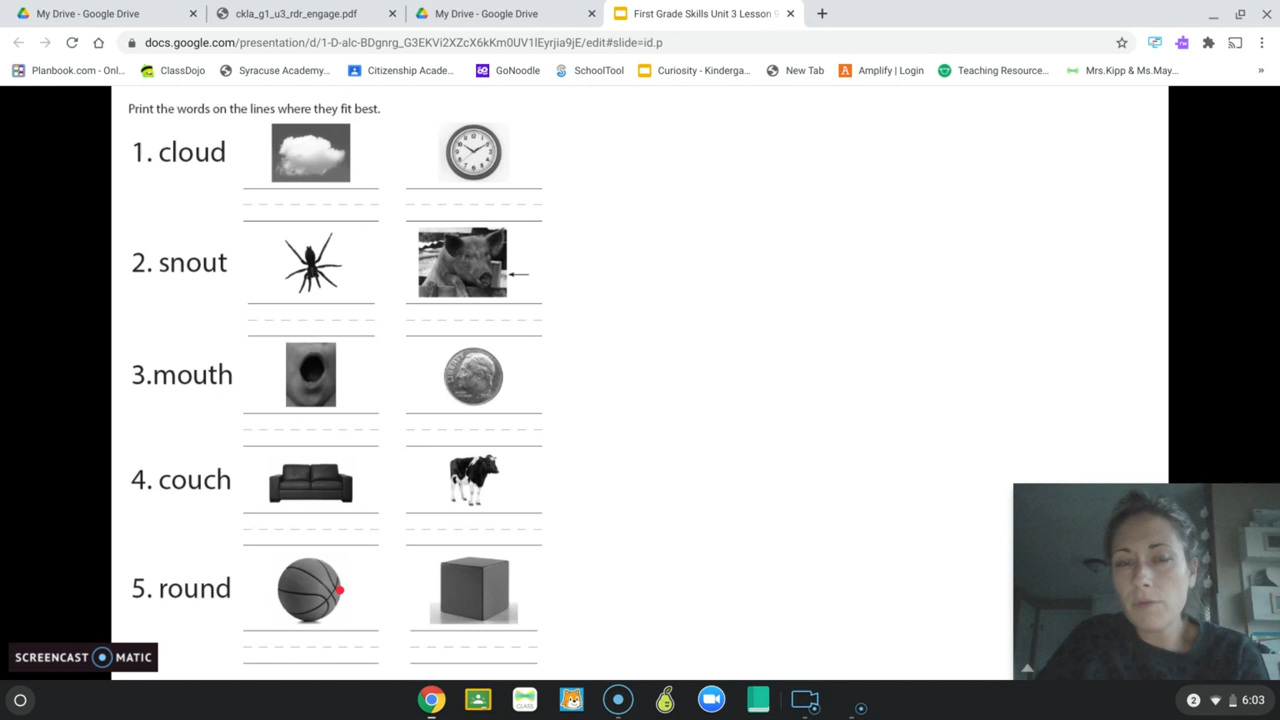 My Drive - Google Drive
ckla_g1_u3_rdr_engage.pdf
My Drive - Google Drive
First Grade Skills Unit 3 Lesson 9
docs.google.com/presentation/d/1-D-alc-BDgnrg_G3EKVi2XZcX6kKm0UV1lEyrjia9jE/edit#slide=id.p
Planbook.com - Onl...
ClassDojo
Syracuse Academy...
Citizenship Acade...
GoNoodle
SchoolTool
Curiosity - Kinderga...
New Tab
Amplify | Login
Teaching Resource...
Mrs.Kipp & Ms.May...
»
Print the words on the lines where they fit best.
1. cloud
2. snout
3.mouth
4. couch
5. round
SCREENCAST MATIC
CLASS
2
6:03